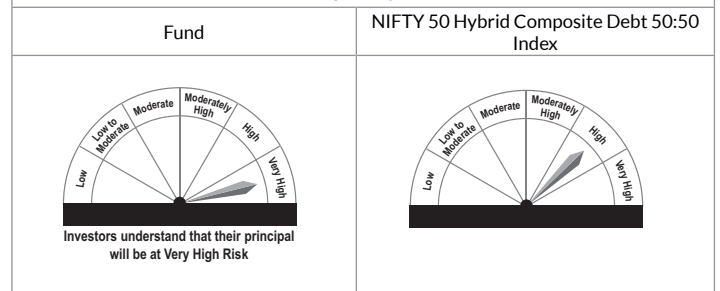 Fund
NIFTY 50 Hybrid Composite Debt 50:50
Index
Low
Low to
Moderate
Moderate
Moderately
High
High
Very High
Investors understand that their principal
will be at Very High Risk
Low
Low to
Moderate
Moderate
Moderately
High
High
Very High